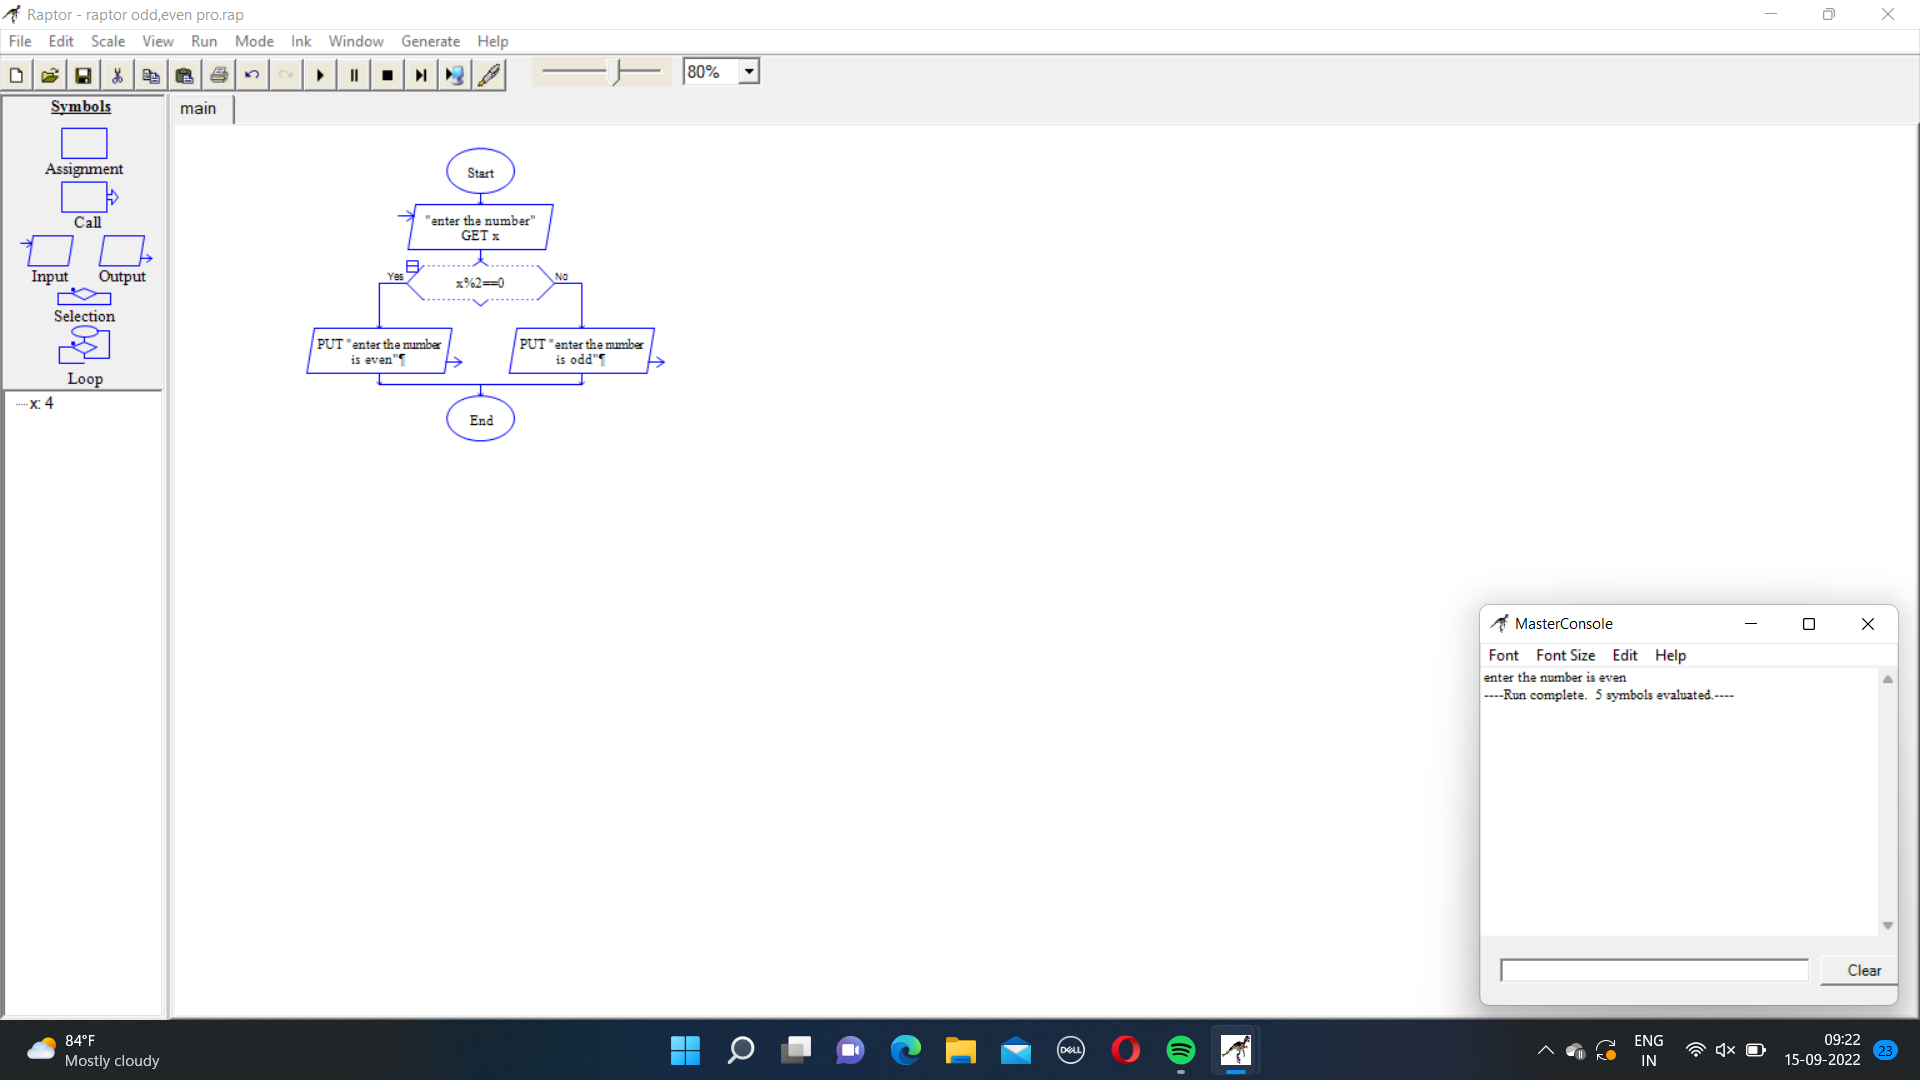 Raptor - raptor odd,even pro.rap
File Edit Scale View Run Mode Ink Window Generate Help
80%
Symbols
Assignment
Call
Input Output
Selection
Loop
x: 4
main
Start
"enter the number"
GET x
Yes
x%2==0
No
PUT "enter the number
is even"¶
PUT "enter the number
is odd"¶
End
MasterConsole
Font Font Size Edit Help
enter the number is even
----Run complete.  5 symbols evaluated.----
Clear
84°F
Mostly cloudy
DELL
ENG
IN
09:22
15-09-2022
23